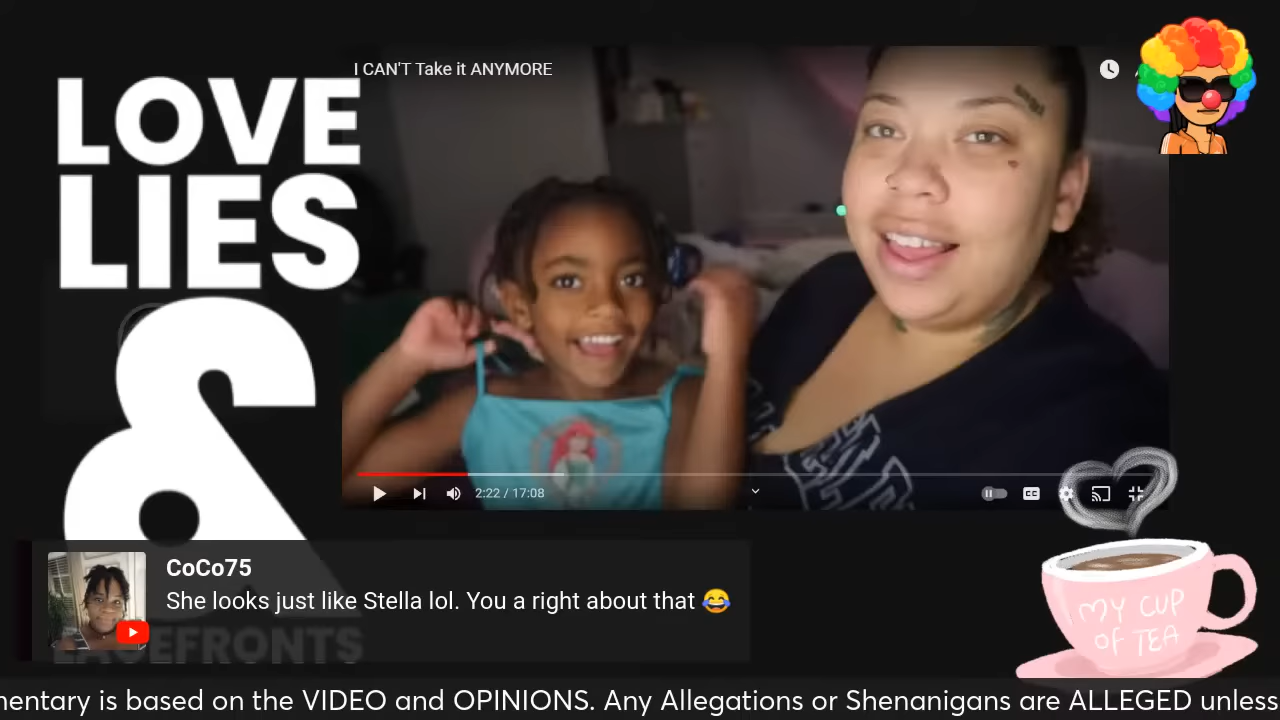 LOVE
LIES
&
LACEFRONTS
I CAN'T Take it ANYMORE
2:22 / 17:08
CC
CoCo75
She looks just like Stella lol. You a right about that 😂
MY CUP
OF TEA
mentary is based on the VIDEO and OPINIONS. Any Allegations or Shenanigans are ALLEGED unless